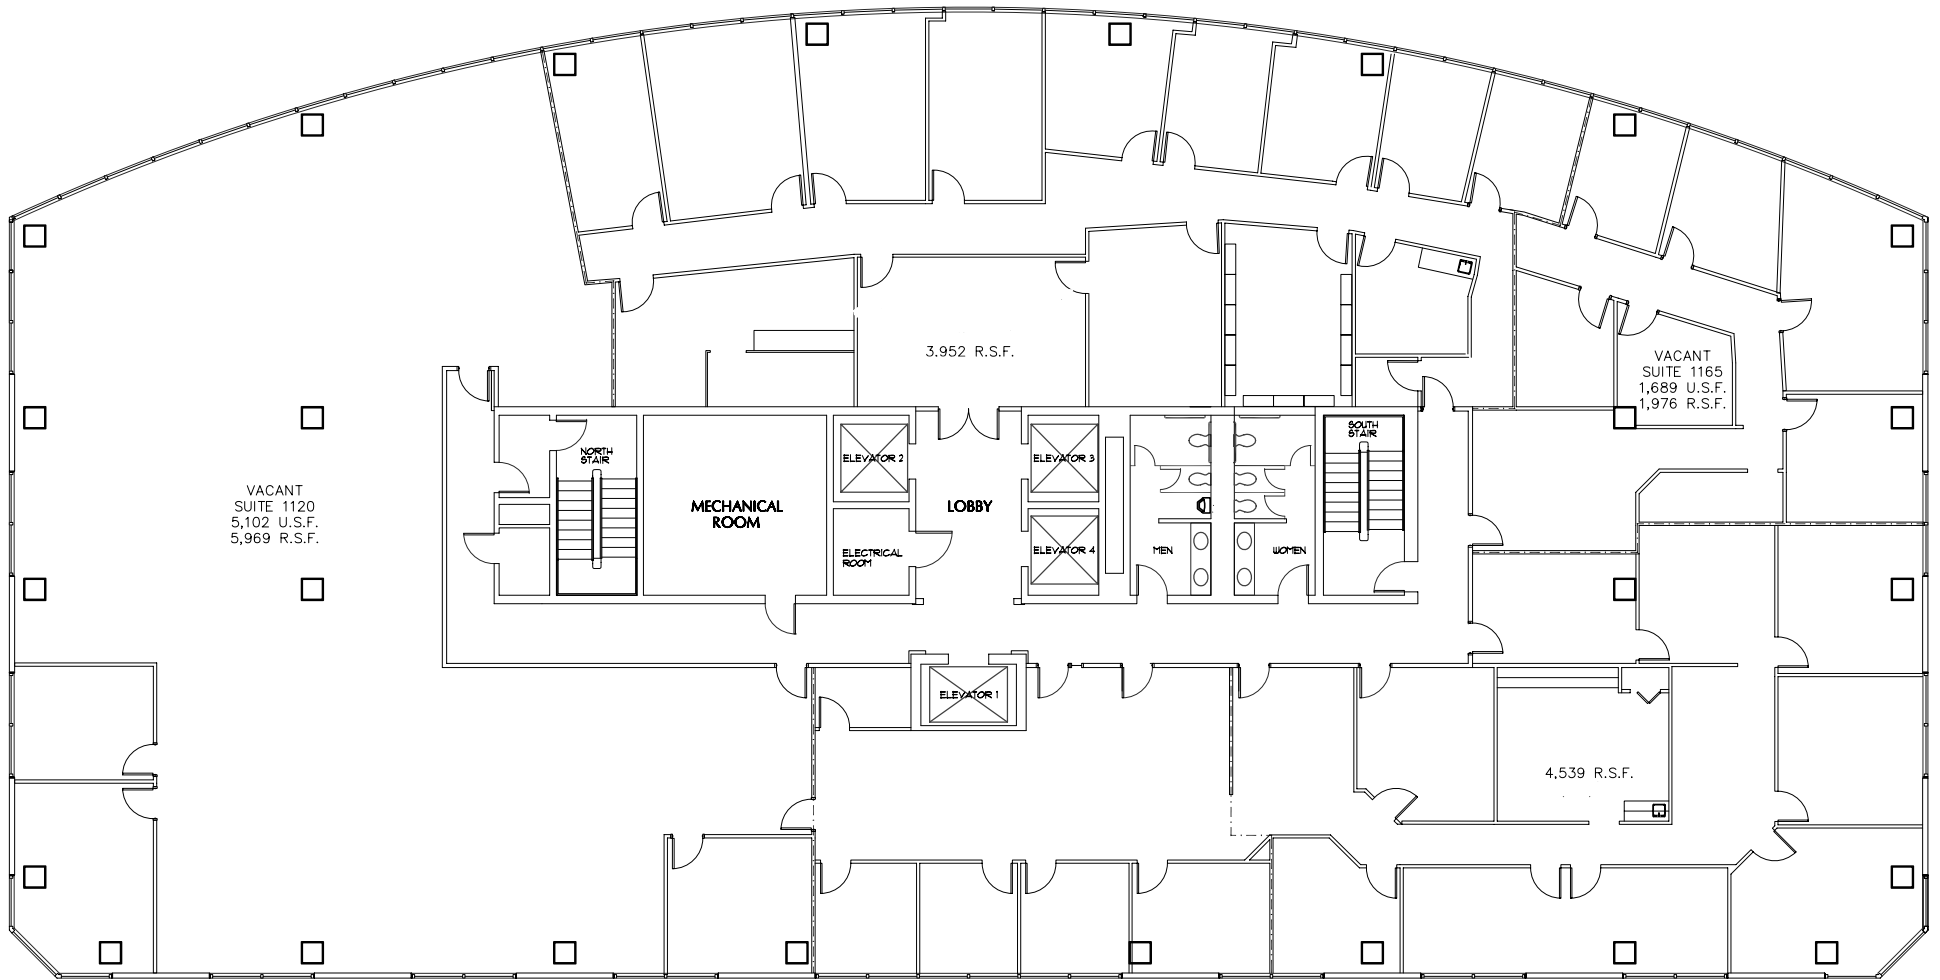 3.952 R.S.F.
VACANT
SUITE 1165
1,689 U.S.F.
1,976 R.S.F.
NORTH
STAIR
ELEVATOR 2
ELEVATOR 3
SOUTH
STAIR
VACANT
SUITE 1120
5,102 U.S.F.
5,969 R.S.F.
MECHANICAL
ROOM
LOBBY
ELECTRICAL
ROOM
ELEVATOR 4
MEN
WOMEN
ELEVATOR 1
4,539 R.S.F.